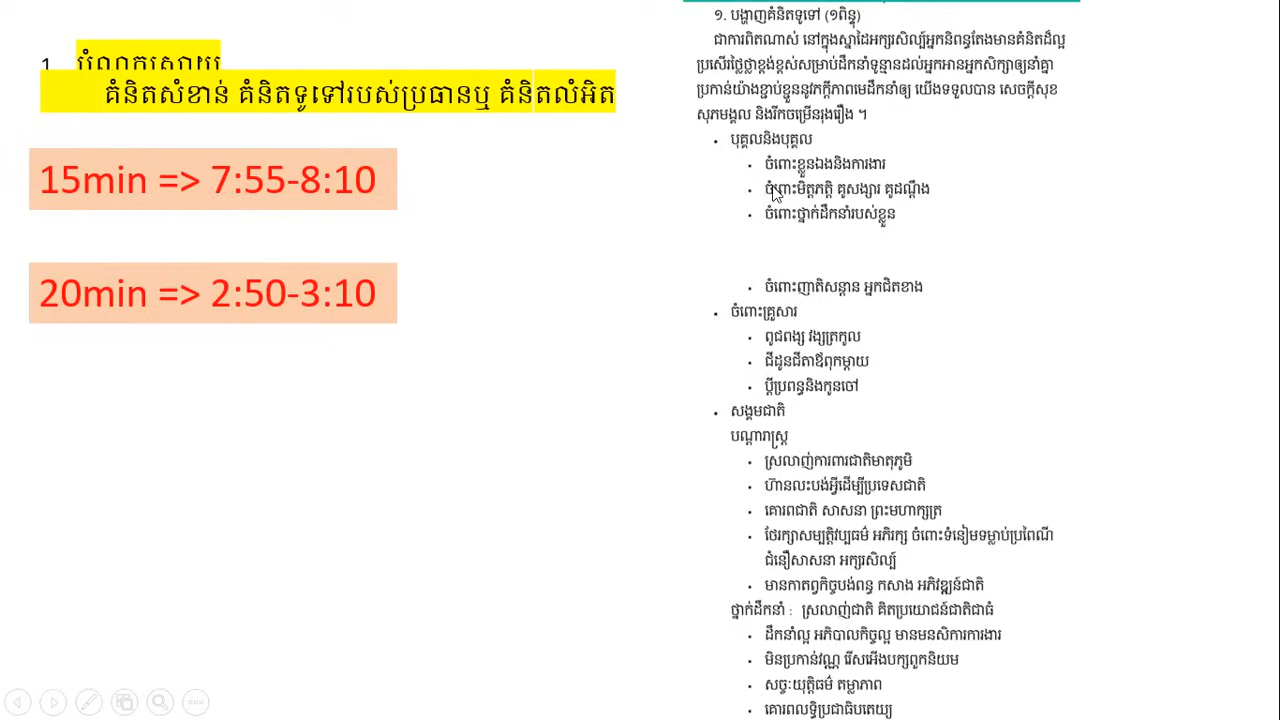 1. បំណកស្រាយ
គំនិតសំខាន់ គំនិតទូទៅរបស់ប្រធានឬ គំនិតលំអិត
15min => 7:55-8:10
20min => 2:50-3:10
១. បង្ហាញគំនិតទូទៅ (១ពិន្ទុ)
ជាការពិតណាស់ នៅក្នុងស្នាដៃអក្សរសិល្ប៍អ្នកនិពន្ធតែងមានគំនិតដ៏ល្អ
ប្រសើរថ្លៃថ្លាខ្ពង់ខ្ពស់សម្រាប់ដឹកនាំទូន្មានដល់អ្នកអានអ្នកសិក្សាឲ្យនាំគ្នា
ប្រកាន់យ៉ាងខ្ជាប់ខ្ជួននូវភក្ដីភាពមេដឹកនាំឲ្យ យើងទទួលបាន សេចក្ដីសុខ
សុភមង្គល និងរីកចម្រើនរុងរឿង ។
• បុគ្គលនិងបុគ្គល
• ចំពោះខ្លួនឯងនិងការងារ
• ចំពោះមិត្តភត្តិ គូសង្សារ គូដណ្ដឹង
• ចំពោះថ្នាក់ដឹកនាំរបស់ខ្លួន
• ចំពោះញាតិសន្តាន អ្នកជិតខាង
• ចំពោះគ្រួសារ
• ពូជពង្ស វង្សត្រកូល
• ជីដូនជីតាឪពុកម្ដាយ
• ប្ដីប្រពន្ធនិងកូនចៅ
• សង្គមជាតិ
បណ្ដារាស្ត្រ
• ស្រលាញ់ការពារជាតិមាតុភូមិ
• ហ៊ានលះបង់អ្វីដើម្បីប្រទេសជាតិ
• គោរពជាតិ សាសនា ព្រះមហាក្សត្រ
• ថែរក្សាសម្បត្តិវប្បធម៌ អភិរក្ស ចំពោះទំនៀមទម្លាប់ប្រពៃណី
ជំនឿសាសនា អក្សរសិល្ប៍
• មានកាតព្វកិច្ចបង់ពន្ធ កសាង អភិវឌ្ឍន៍ជាតិ
ថ្នាក់ដឹកនាំ : ស្រលាញ់ជាតិ គិតប្រយោជន៍ជាតិជាធំ
• ដឹកនាំល្អ អភិបាលកិច្ចល្អ មានមនសិការការងារ
• មិនប្រកាន់វណ្ណៈ រើសអើងបក្សពួកនិយម
• សច្ចៈយុត្តិធម៌ តម្លាភាព
• គោរពលទ្ធិប្រជាធិបតេយ្យ